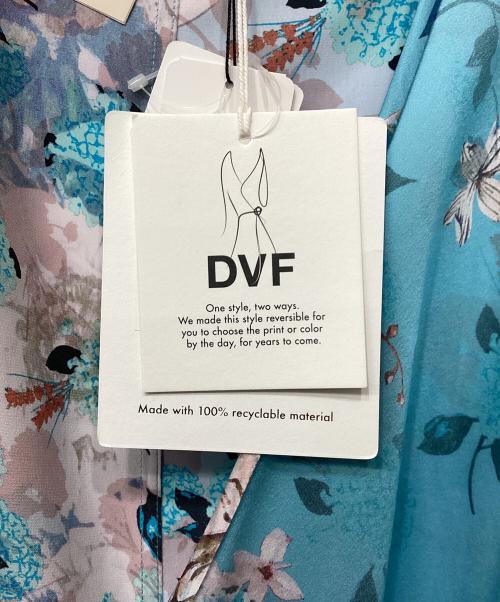 DVF
One style, two ways.
We made this style reversible for
you to choose the print or color
by the day, for years to come.
Made with 100% recyclable material